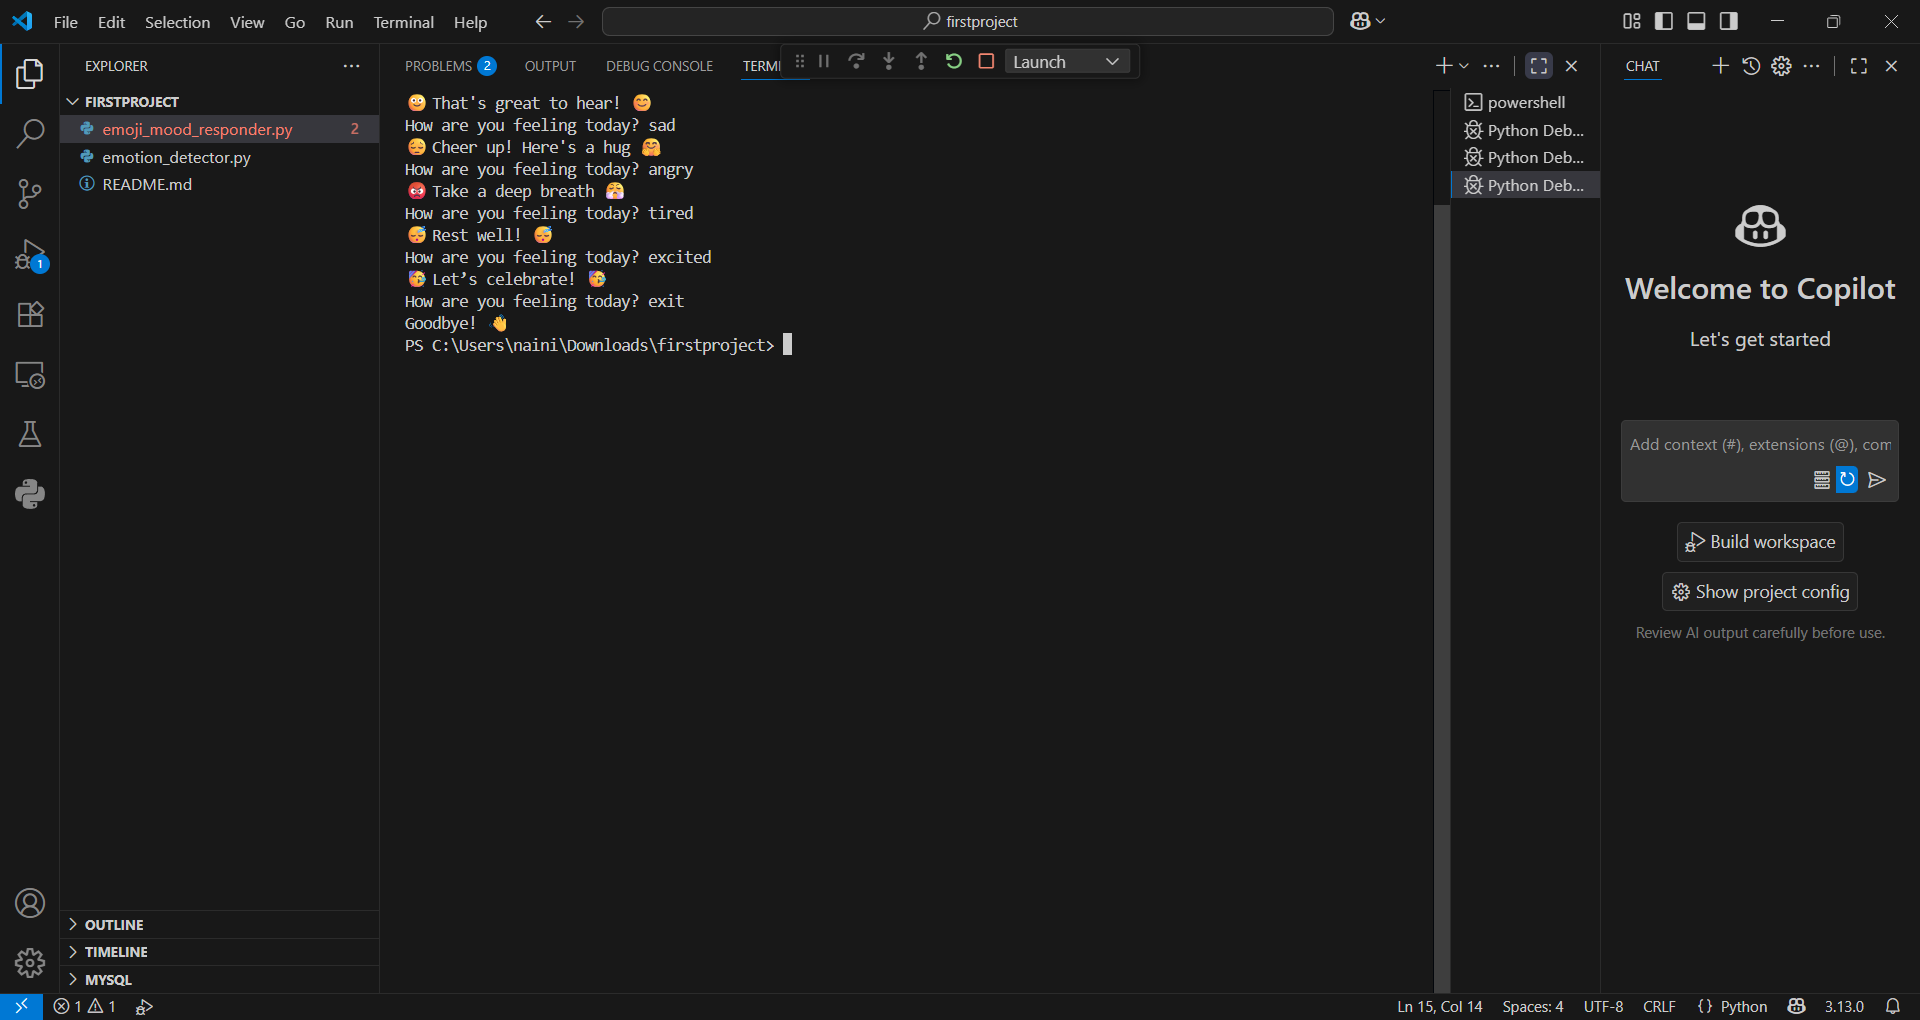 File Edit Selection View Go Run Terminal Help
firstproject
EXPLORER
FIRSTPROJECT
emoji_mood_responder.py 2
emotion_detector.py
README.md
1
OUTLINE
TIMELINE
MYSQL
PROBLEMS 2 OUTPUT DEBUG CONSOLE TERMI
Launch
😳 That's great to hear! 😊
How are you feeling today? sad
😔 Cheer up! Here's a hug 🤗
How are you feeling today? angry
😡 Take a deep breath 😤
How are you feeling today? tired
😴 Rest well! 😴
How are you feeling today? excited
🥳 Let’s celebrate! 🥳
How are you feeling today? exit
Goodbye! 👋
PS C:\Users\naini\Downloads\firstproject>
powershell
Python Deb...
Python Deb...
Python Deb...
CHAT
Welcome to Copilot
Let's get started
Add context (#), extensions (@), com
Build workspace
Show project config
Review AI output carefully before use.
1 1
Ln 15, Col 14 Spaces: 4 UTF-8 CRLF {} Python 3.13.0